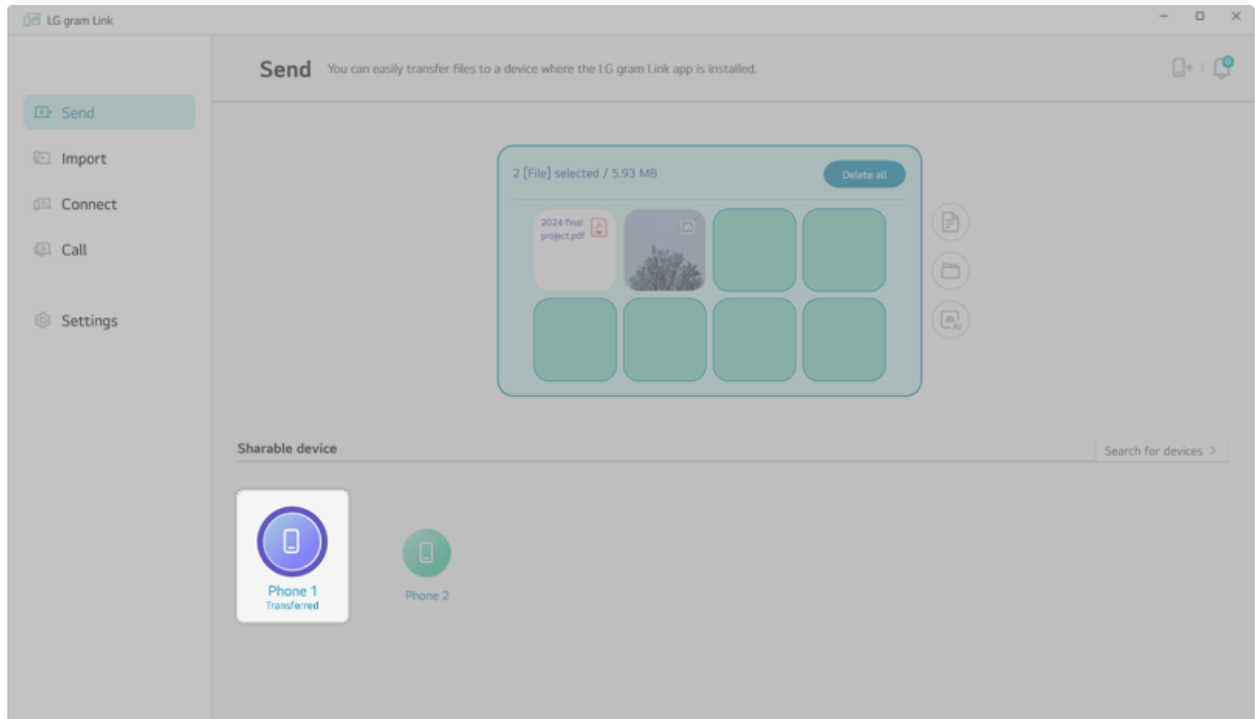 LG gram Link
Send You can easily transfer files to a device where the LG gram Link app is installed.
0
Send
Import
Connect
Call
Settings
2 [File] selected / 5.93 MB
Delete all
2024 final
project.pdf
AI
Sharable device
Search for devices >
Phone 1
Transferred
Phone 2